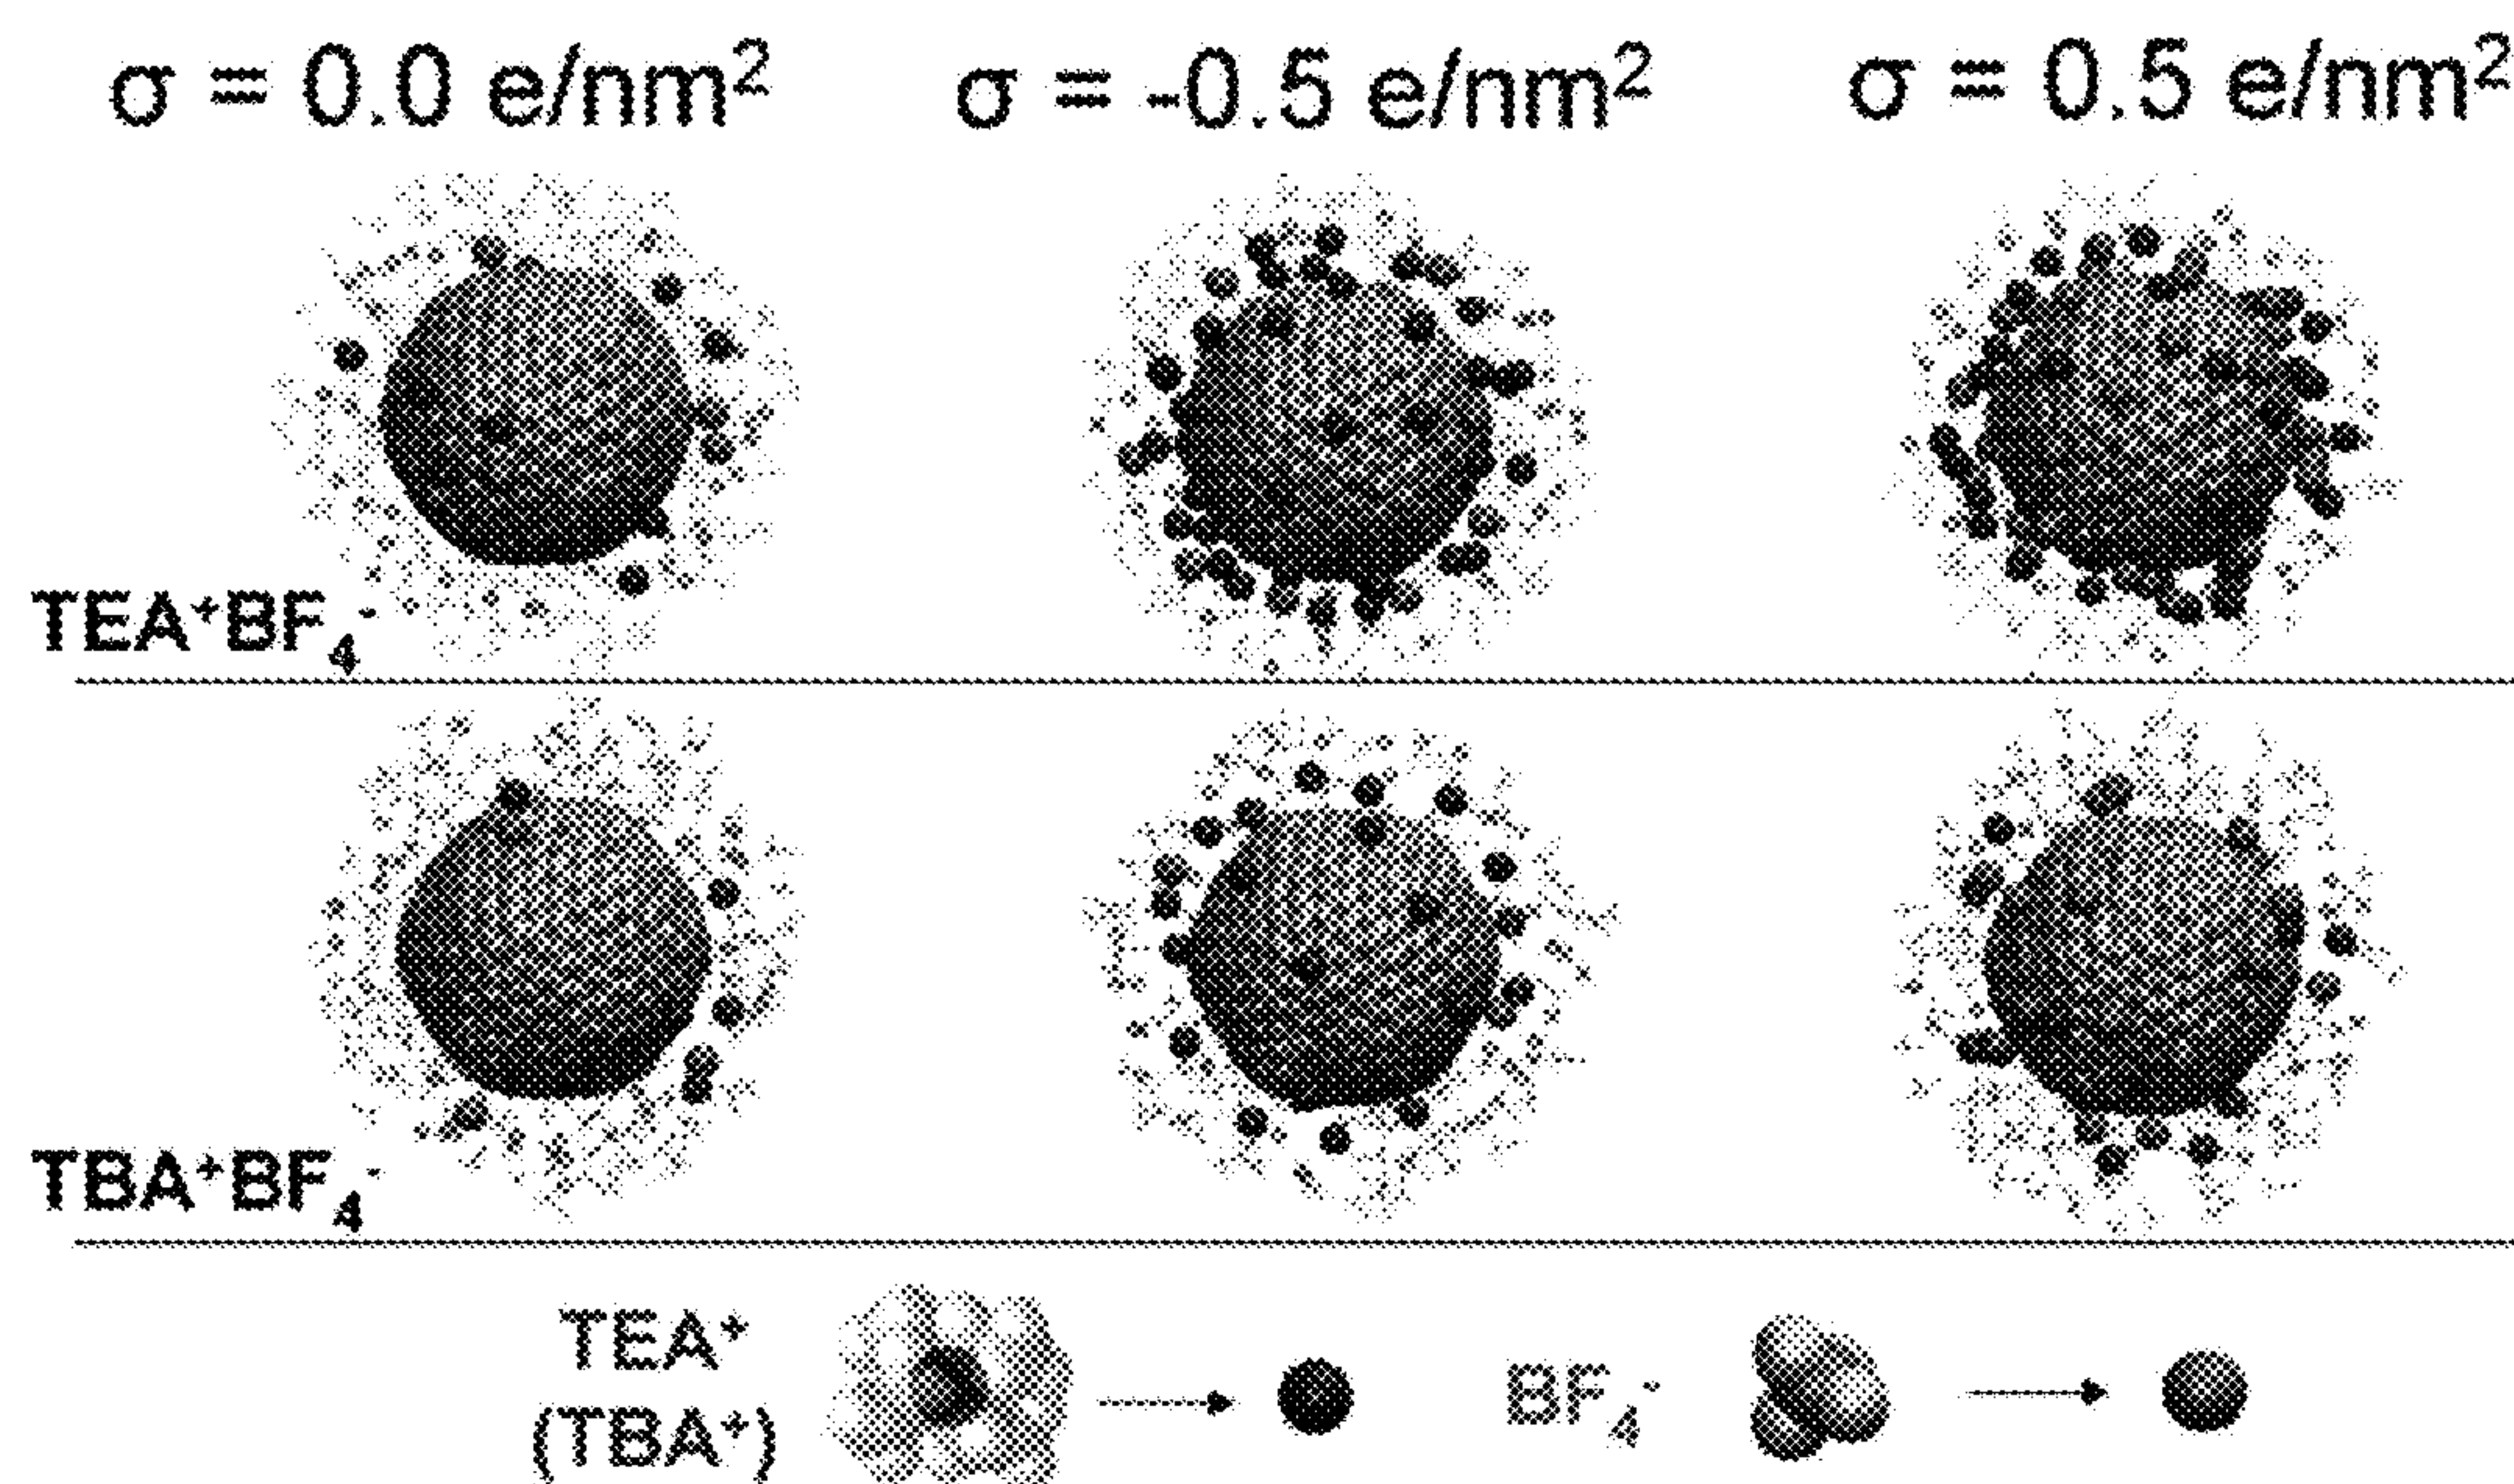 σ = 0.0 e/nm² σ = -0.5 e/nm² σ = 0.5 e/nm²
TEA⁺BF₄⁻
TBA⁺BF₄⁻
TEA⁺ BF₄⁻
(TBA⁺)